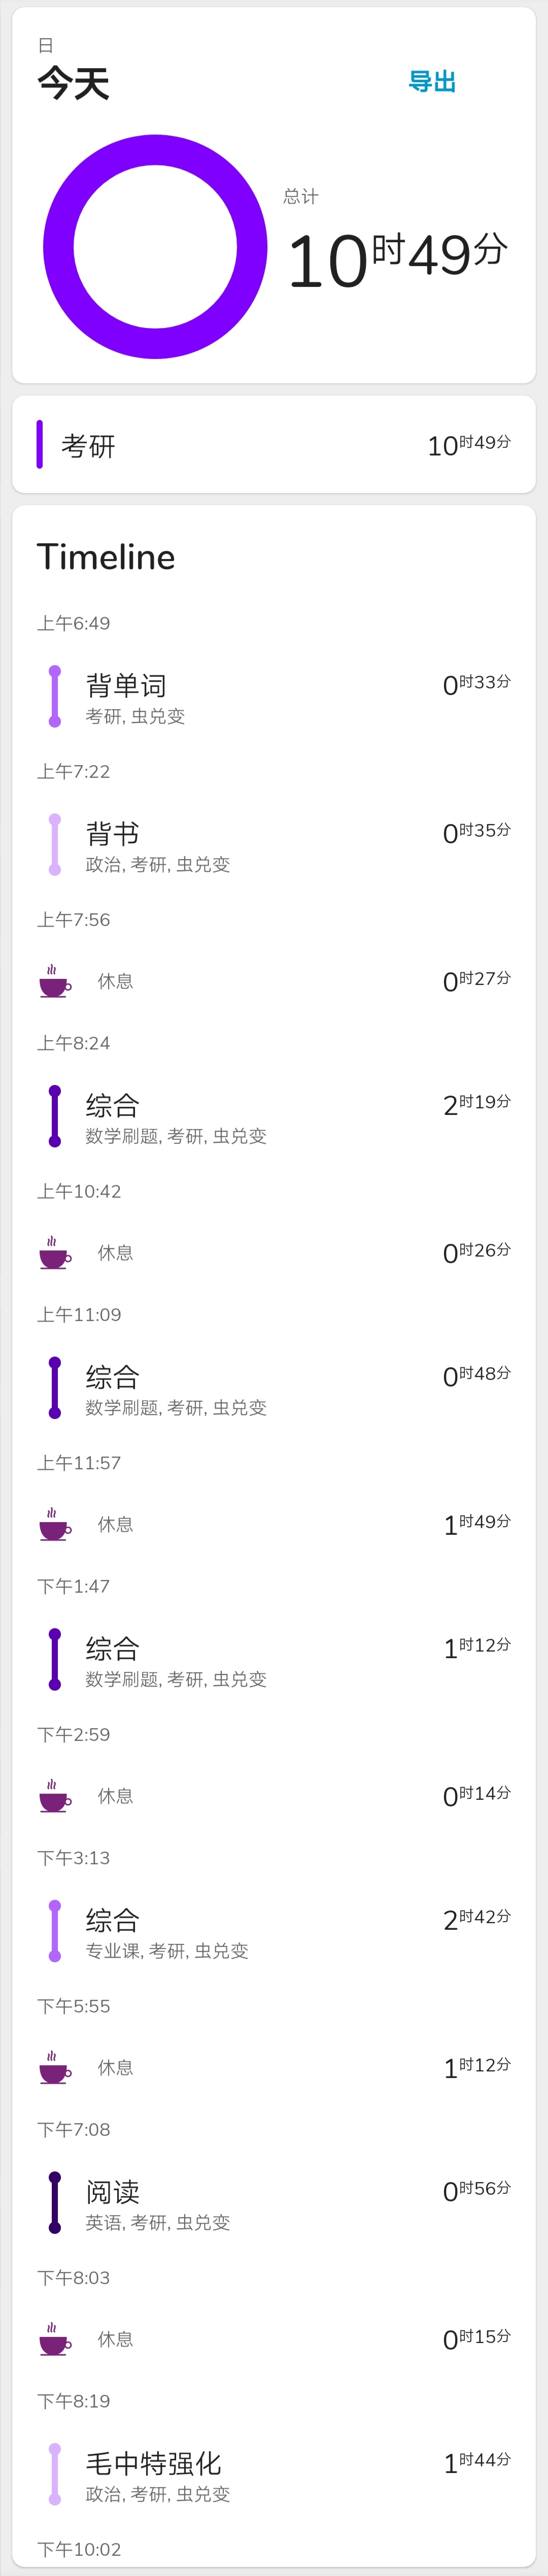 日
今天
导出
总计
10时49分
考研 10时49分
Timeline
上午6:49
背单词 0时33分
考研, 虫兑变
上午7:22
背书 0时35分
政治, 考研, 虫兑变
上午7:56
休息 0时27分
上午8:24
综合 2时19分
数学刷题, 考研, 虫兑变
上午10:42
休息 0时26分
上午11:09
综合 0时48分
数学刷题, 考研, 虫兑变
上午11:57
休息 1时49分
下午1:47
综合 1时12分
数学刷题, 考研, 虫兑变
下午2:59
休息 0时14分
下午3:13
综合 2时42分
专业课, 考研, 虫兑变
下午5:55
休息 1时12分
下午7:08
阅读 0时56分
英语, 考研, 虫兑变
下午8:03
休息 0时15分
下午8:19
毛中特强化 1时44分
政治, 考研, 虫兑变
下午10:02